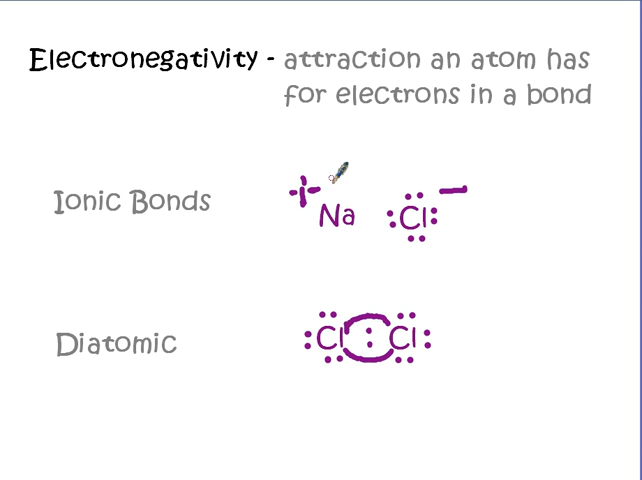 Electronegativity - attraction an atom has
for electrons in a bond
Ionic Bonds + Na :Cl: −
Diatomic :Cl : Cl: